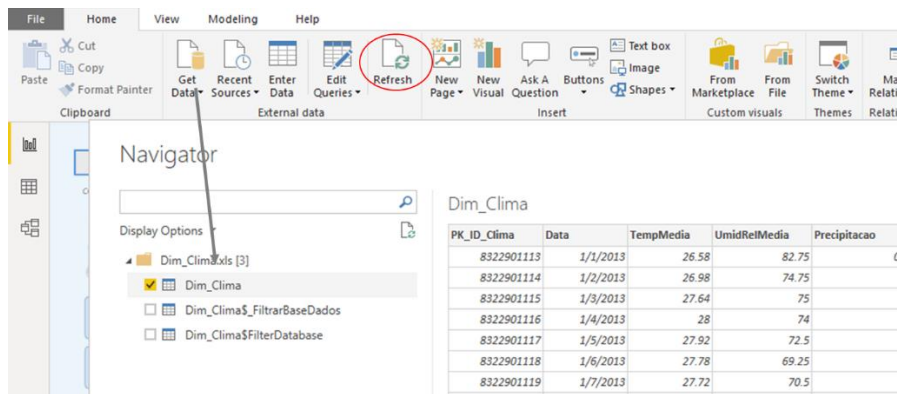 File Home View Modeling Help
Paste
Cut
Copy
Format Painter
Clipboard
Get Data
Recent Sources
Enter Data
Edit Queries
Refresh
External data
New Page
New Visual
Ask A Question
Buttons
Text box
Image
Shapes
Insert
From Marketplace
From File
Custom visuals
Switch Theme
Themes
Navigator
Display Options
Dim_Clima.xls [3]
Dim_Clima
Dim_Clima$_FiltrarBaseDados
Dim_Clima$FilterDatabase
Dim_Clima
PK_ID_Clima Data TempMedia UmidRelMedia Precipitacao
8322901113 1/1/2013 26.58 82.75
8322901114 1/2/2013 26.98 74.75
8322901115 1/3/2013 27.64 75
8322901116 1/4/2013 28 74
8322901117 1/5/2013 27.92 72.5
8322901118 1/6/2013 27.78 69.25
8322901119 1/7/2013 27.72 70.5